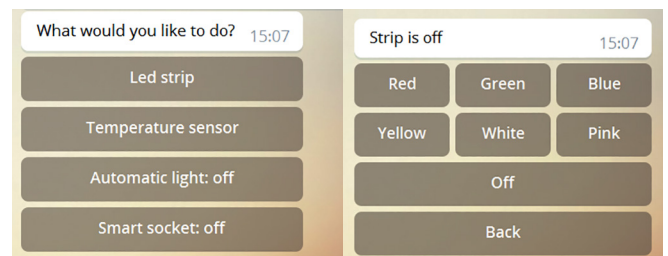 What would you like to do? 15:07
Led strip
Temperature sensor
Automatic light: off
Smart socket: off
Strip is off 15:07
Red Green Blue
Yellow White Pink
Off
Back